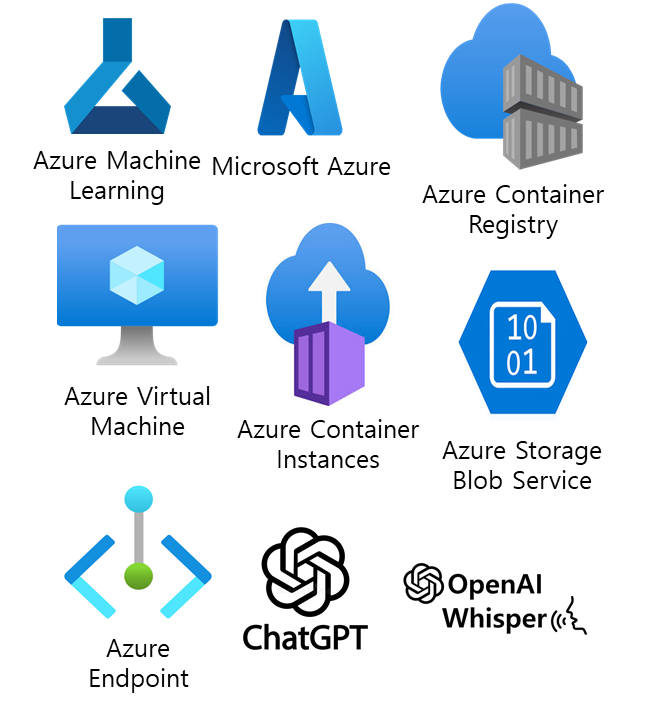 Azure Machine
Learning
Microsoft Azure
Azure Container
Registry
Azure Virtual
Machine
Azure Container
Instances
10
01
Azure Storage
Blob Service
Azure
Endpoint
ChatGPT
OpenAI
Whisper